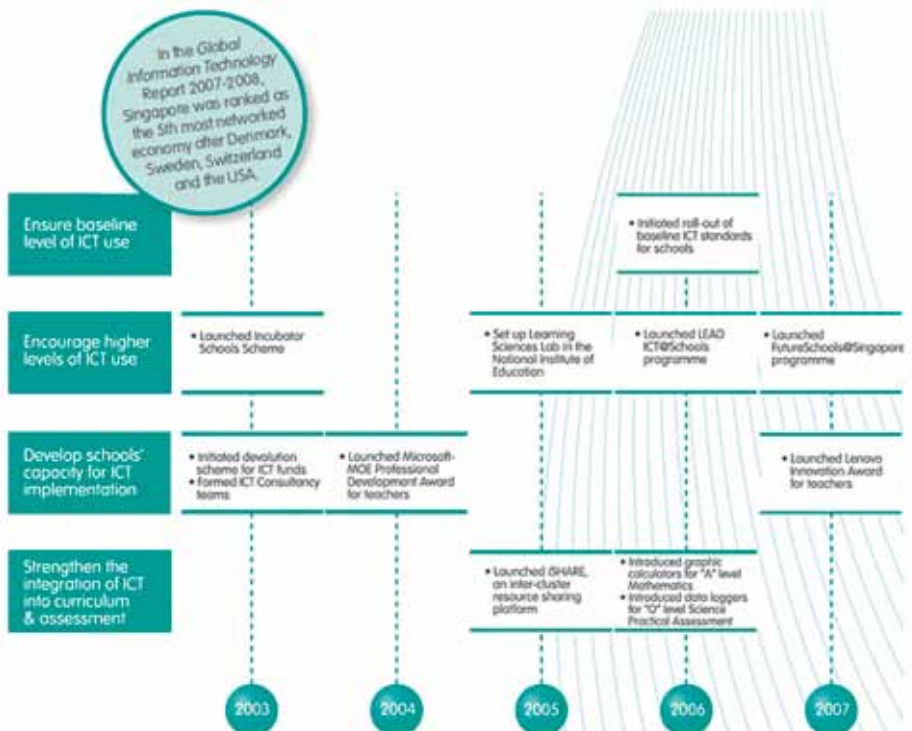 In the Global
Information Technology
Report 2007-2008,
Singapore was ranked as
the 5th most networked
economy after Denmark,
Sweden, Switzerland
and the USA.
Ensure baseline
level of ICT use
• Initiated roll-out of
baseline ICT standards
for schools
Encourage higher
levels of ICT use
• Launched Incubator
Schools Scheme
• Set up Learning
Sciences Lab in the
National Institute of
Education
• Launched LEAD
ICT@Schools
programme
• Launched
FutureSchools@Singapore
programme
Develop schools'
capacity for ICT
implementation
• Initiated devolution
scheme for ICT funds
• Formed ICT Consultancy
teams
• Launched Microsoft-
MOE Professional
Development Award
for teachers
• Launched Lenovo
Innovation Award
for teachers
Strengthen the
integration of ICT
into curriculum
& assessment
• Launched iSHARE,
an inter-cluster
resource sharing
platform
• Introduced graphic
calculators for "A" level
Mathematics
• Introduced data loggers
for "O" level Science
Practical Assessment
2003
2004
2005
2006
2007